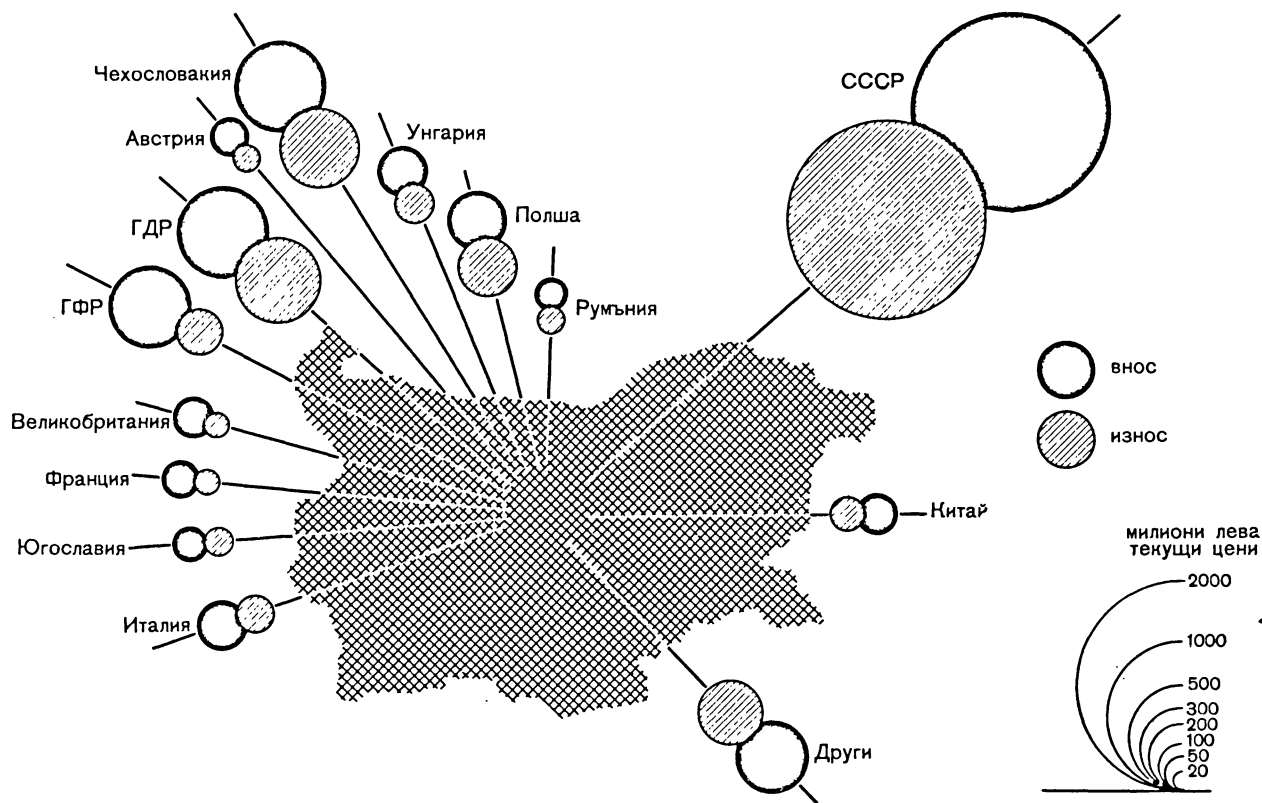 Чехословакия
СССР
Австрия
Унгария
ГДР
Полша
ГФР
Румъния
внос
Великобритания
износ
Франция
Китай
Югославия
милиони лева
текущи цени
2000
Италия
1000
500
300
200
100
50
20
Други